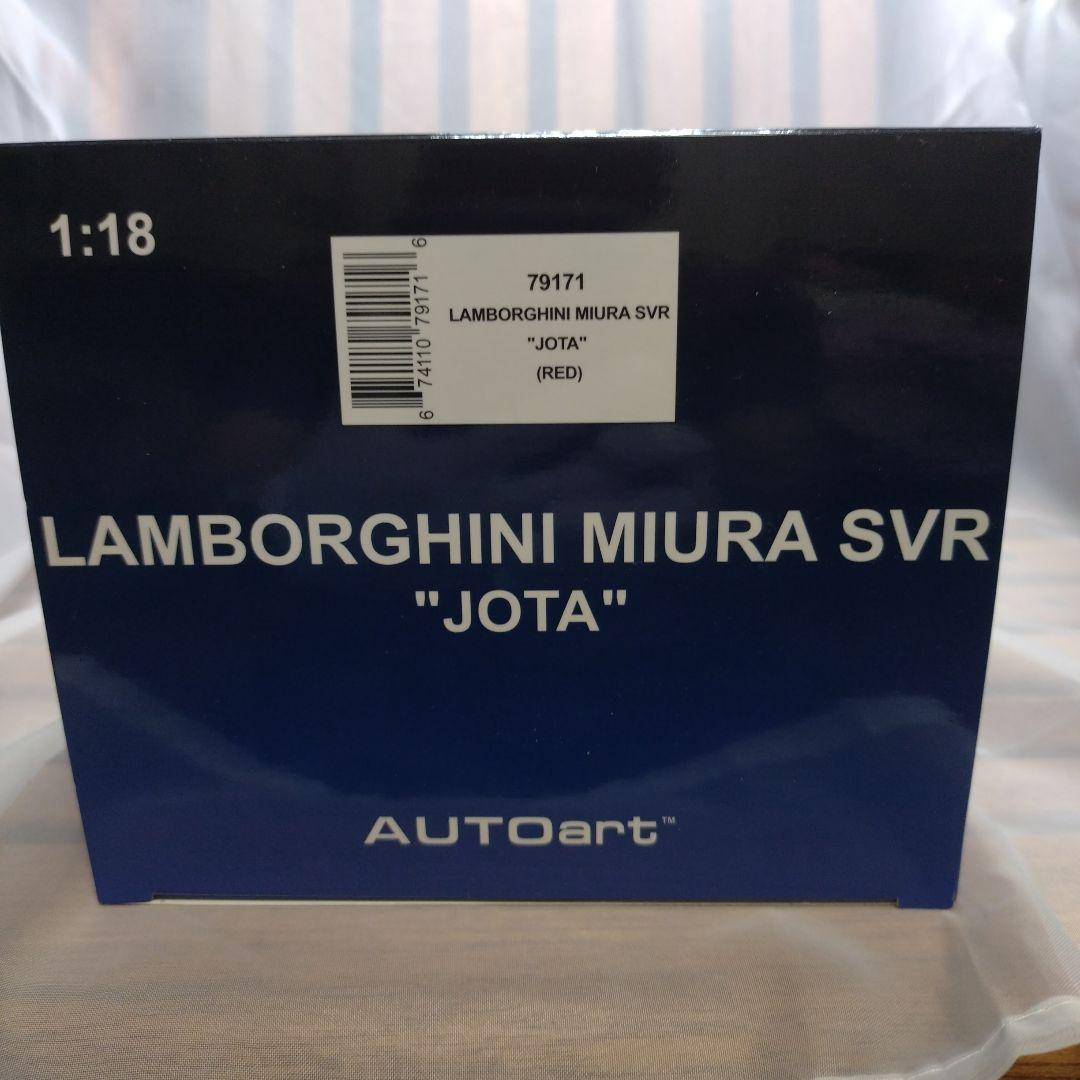 1:18
79171
LAMBORGHINI MIURA SVR
"JOTA"
(RED)
6 74110 79171 6
LAMBORGHINI MIURA SVR
"JOTA"
AUTOart™